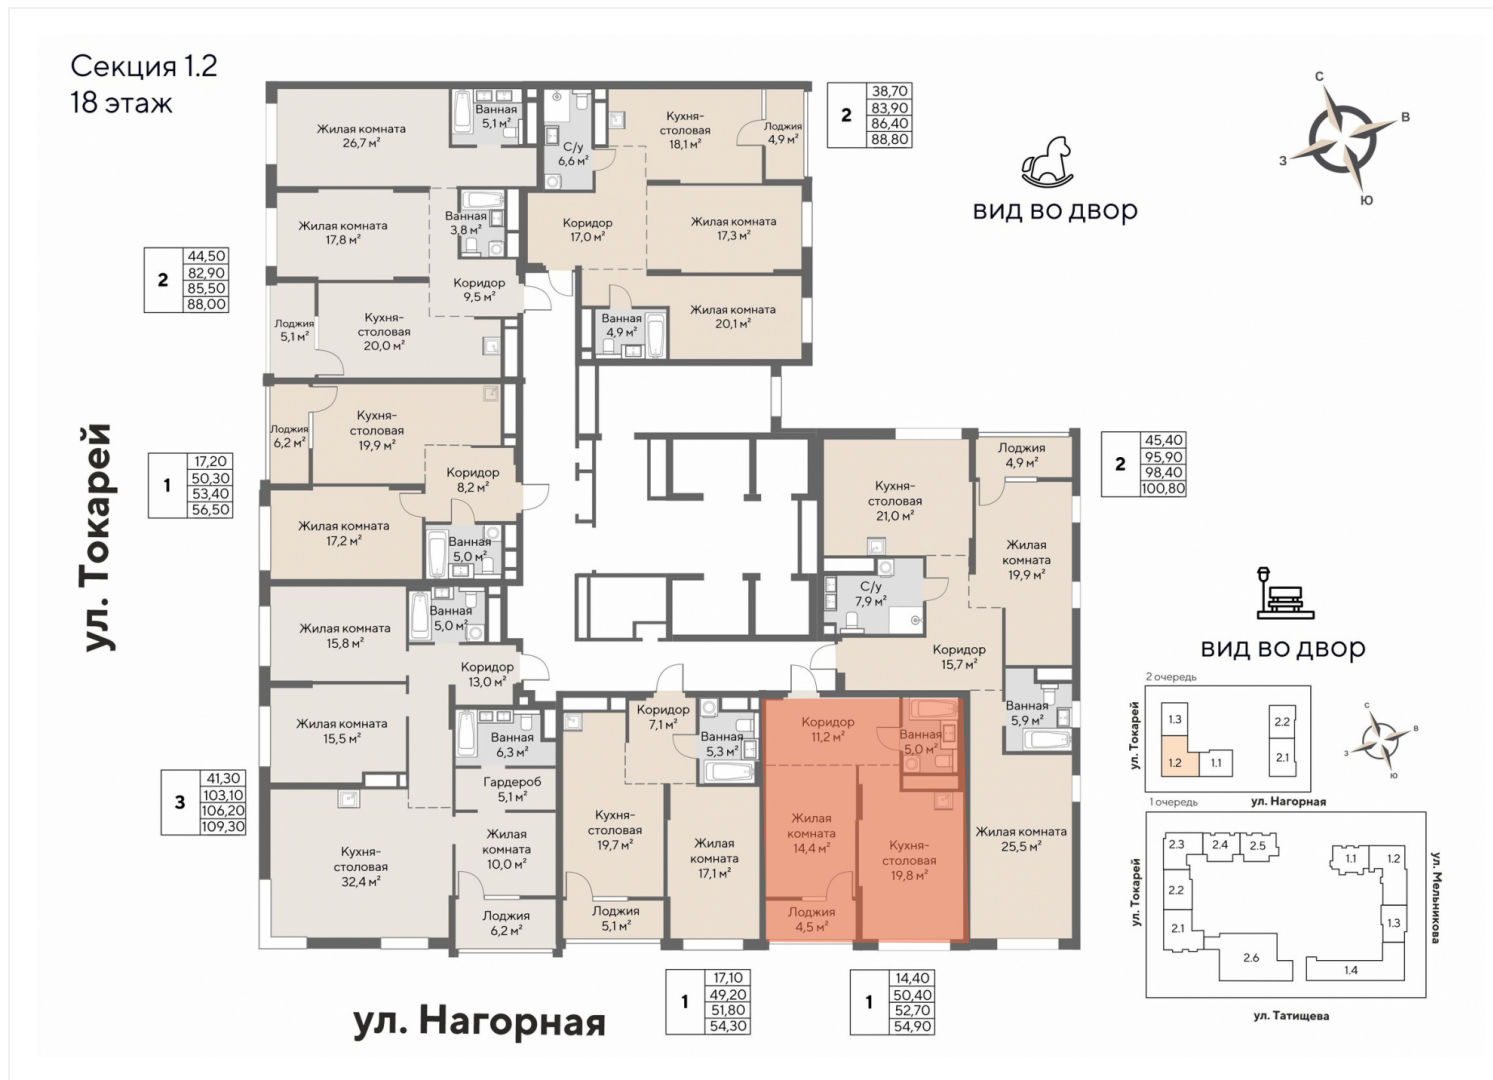 Секция 1.2
18 этаж
Жилая комната
26,7 м²
Ванная
5,1 м²
С/у
6,6 м²
Кухня-
столовая
18,1 м²
Лоджия
4,9 м²
2
38,70
83,90
86,40
88,80
вид во двор
С
В
З
Ю
Жилая комната
17,8 м²
Ванная
3,8 м²
Коридор
17,0 м²
Жилая комната
17,3 м²
2
44,50
82,90
85,50
88,00
Коридор
9,5 м²
Лоджия
5,1 м²
Кухня-
столовая
20,0 м²
Ванная
4,9 м²
Жилая комната
20,1 м²
ул. Токарей
1
17,20
50,30
53,40
56,50
Лоджия
6,2 м²
Кухня-
столовая
19,9 м²
Коридор
8,2 м²
Жилая комната
17,2 м²
Ванная
5,0 м²
Кухня-
столовая
21,0 м²
Лоджия
4,9 м²
2
45,40
95,90
98,40
100,80
Жилая
комната
19,9 м²
С/у
7,9 м²
Коридор
15,7 м²
Ванная
5,9 м²
Жилая комната
25,5 м²
вид во двор
Жилая комната
15,8 м²
Ванная
5,0 м²
Коридор
13,0 м²
Жилая комната
15,5 м²
Ванная
6,3 м²
Гардероб
5,1 м²
3
41,30
103,10
106,20
109,30
Кухня-
столовая
32,4 м²
Жилая
комната
10,0 м²
Лоджия
6,2 м²
Коридор
7,1 м²
Ванная
5,3 м²
Кухня-
столовая
19,7 м²
Жилая
комната
17,1 м²
Лоджия
5,1 м²
Коридор
11,2 м²
Ванная
5,0 м²
Жилая
комната
14,4 м²
Кухня-
столовая
19,8 м²
Лоджия
4,5 м²
ул. Нагорная
1
17,10
49,20
51,80
54,30
1
14,40
50,40
52,70
54,90
2 очередь
ул. Токарей
1.3
1.2
1.1
2.2
2.1
ул. Нагорная
С
В
З
Ю
1 очередь
ул. Токарей
2.3
2.4
2.5
2.2
2.1
2.6
1.1
1.2
1.3
1.4
ул. Мельникова
ул. Татищева